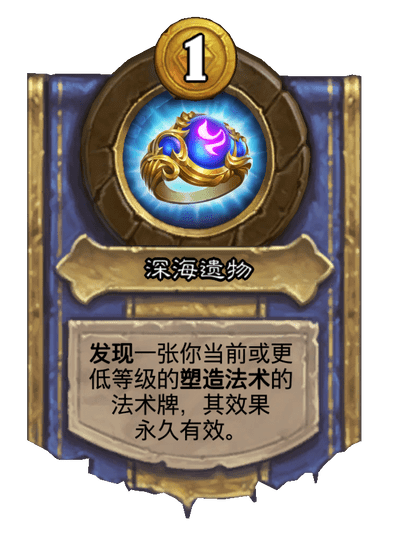 1
深海遗物
发现一张你当前或更
低等级的塑造法术的
法术牌，其效果
永久有效。